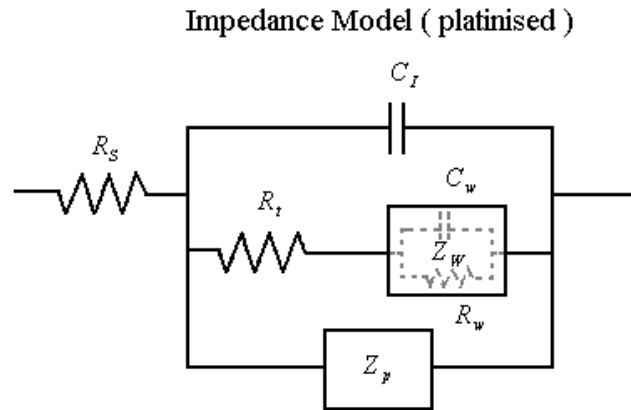 Impedance Model ( platinised )
C_I
R_S
C_w
R_t
Z_W
R_w
Z_p